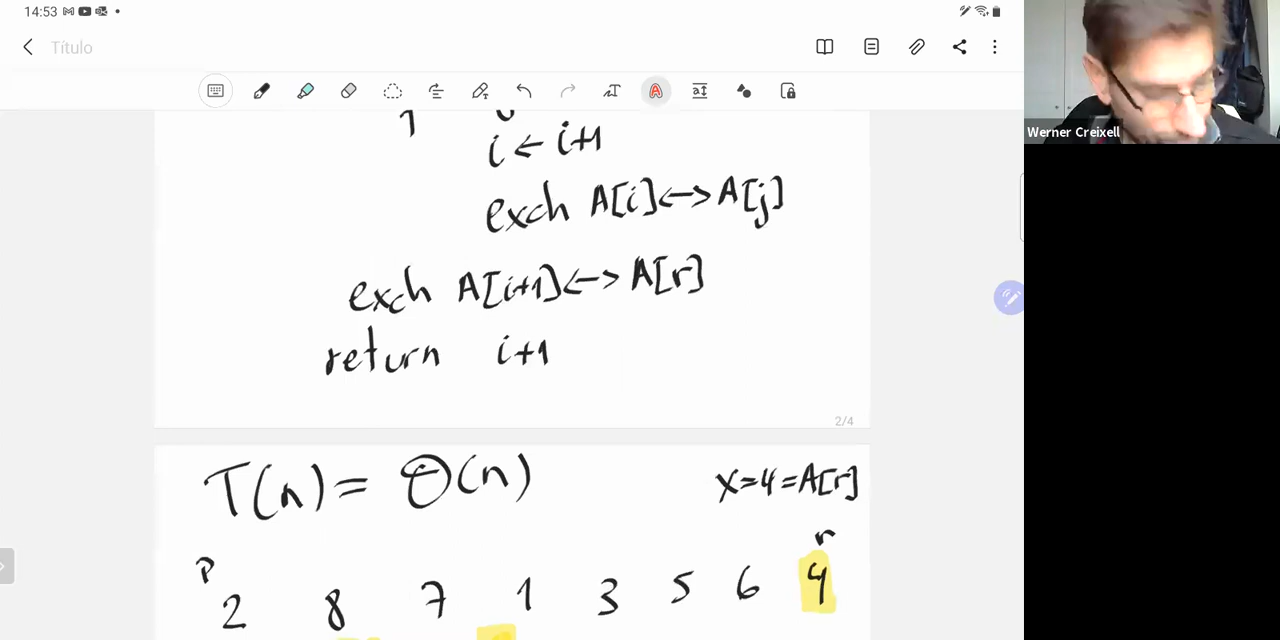 14:53
Título
i ← i+1
exch A[i]<->A[j]
exch A[i+1]<->A[r]
return i+1
2/4
T(n)= Θ(n) x=4=A[r]
p r
2 8 7 1 3 5 6 4
Werner Creixell